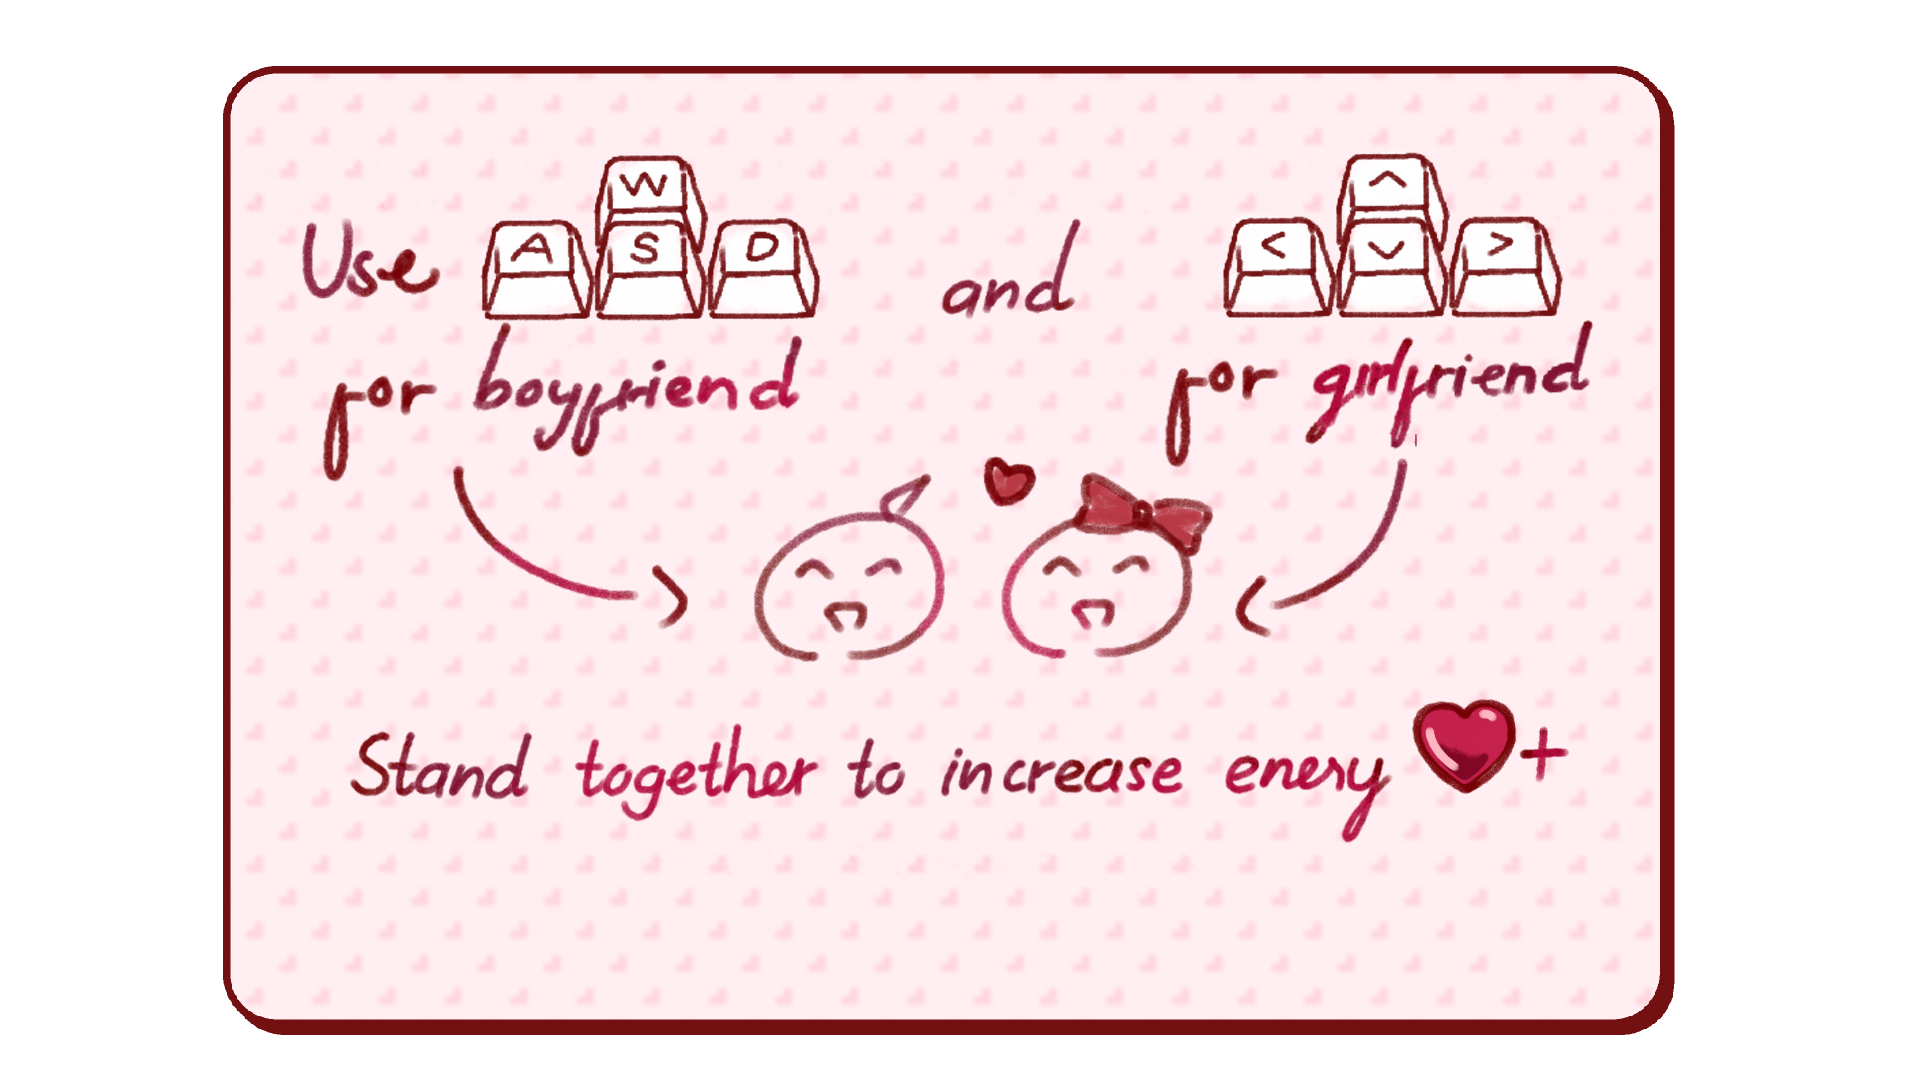 Use W A S D and ^ < v >
for boyfriend for girlfriend
Stand together to increase enery +